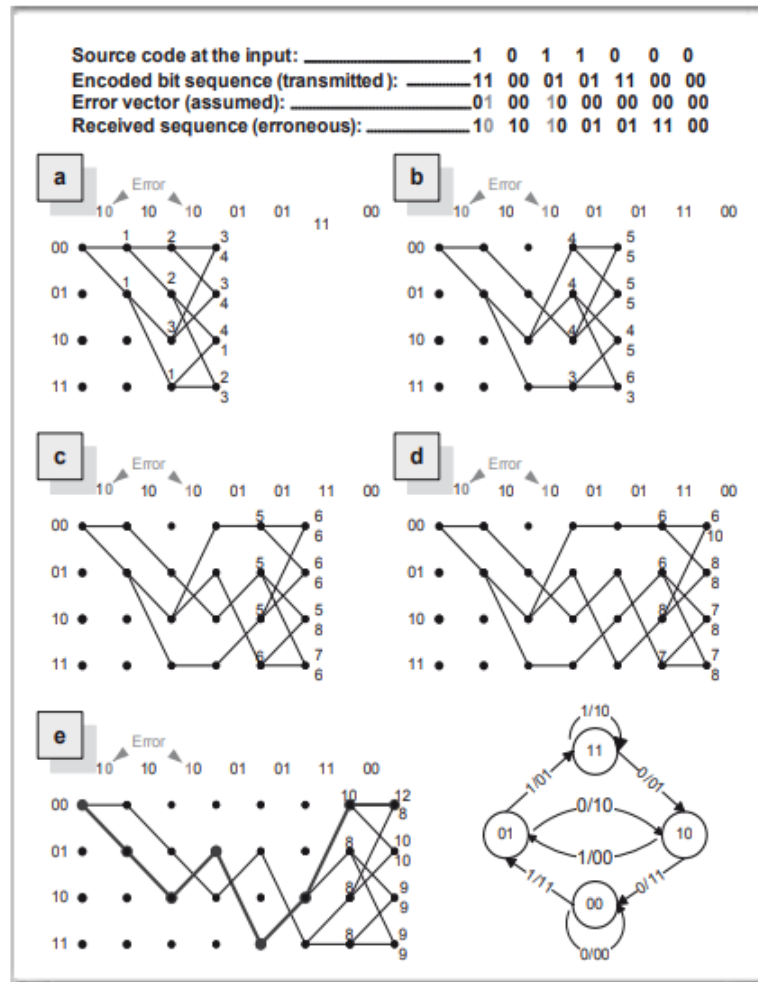 Source code at the input: 1 0 1 1 0 0 0
Encoded bit sequence (transmitted): 11 00 01 01 11 00 00
Error vector (assumed): 01 00 10 00 00 00 00
Received sequence (erroneous): 10 10 10 01 01 11 00
a
Error
10 10 10 01 01 11 00
1 2 3
00 4
1 2 3
01 4
3 4
10 1
1 2
11 3
b
Error
10 10 10 01 01 11 00
4 5
00 5
4 5
01 5
4 4
10 5
3 6
11 3
c
Error
10 10 10 01 01 11 00
5 6
00 6
5 6
01 6
5 5
10 8
6 7
11 6
d
Error
10 10 10 01 01 11 00
6 6
00 10
6 8
01 8
8 7
10 8
7 7
11 8
e
Error
10 10 10 01 01 11 00
10 12
00 8
8 10
01 10
8 9
10 9
8 9
11 9
1/10
11
1/01 0/01
0/10
01 10
1/00
1/11 0/11
00
0/00